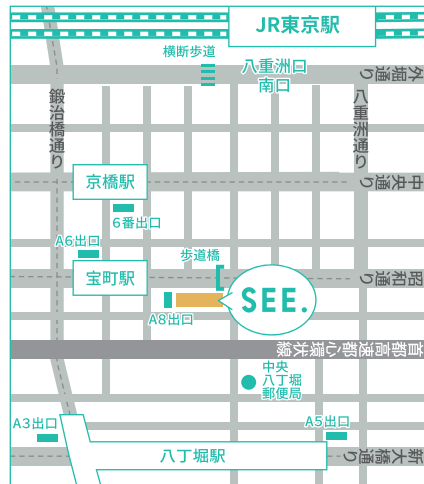 JR東京駅
横断歩道
八重洲口
南口
外堀通り
鍛冶橋通り
八重洲通り
京橋駅
中央通り
6番出口
A6出口
歩道橋
宝町駅
昭和通り
SEE.
A8出口
首都高速都心環状線
中央
八丁堀
郵便局
A3出口
A5出口
八丁堀駅
新大橋通り